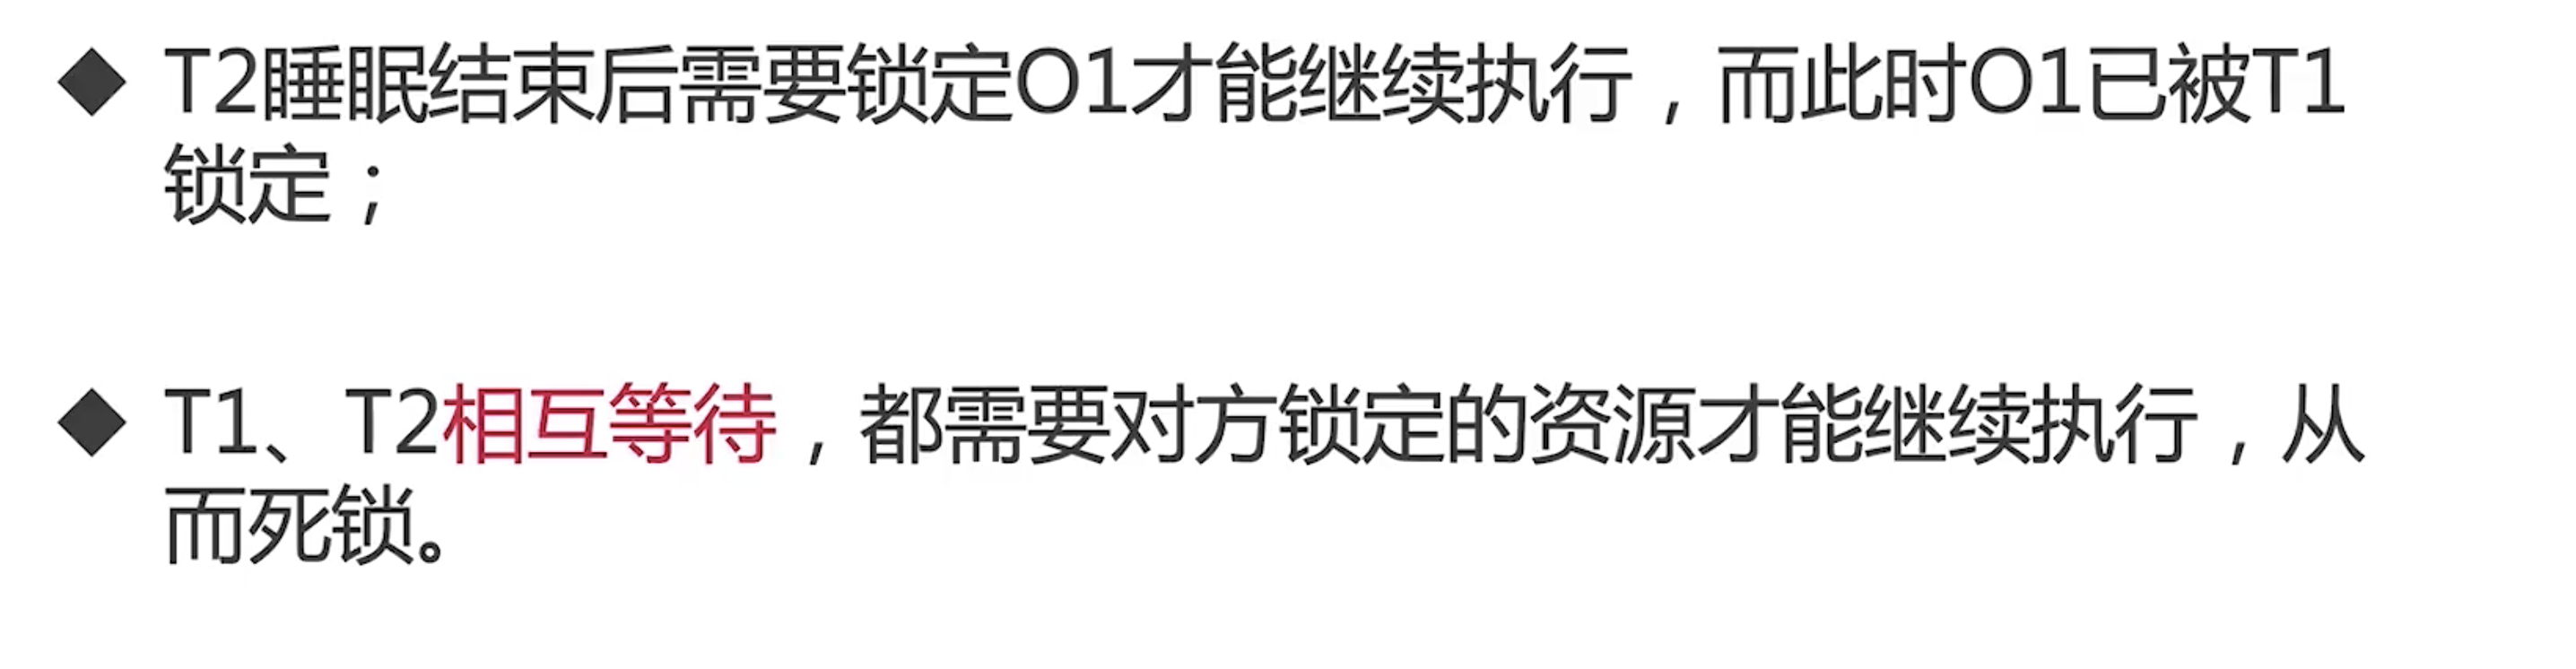 ◆ T2睡眠结束后需要锁定O1才能继续执行，而此时O1已被T1
锁定；
◆ T1、T2相互等待，都需要对方锁定的资源才能继续执行，从
而死锁。